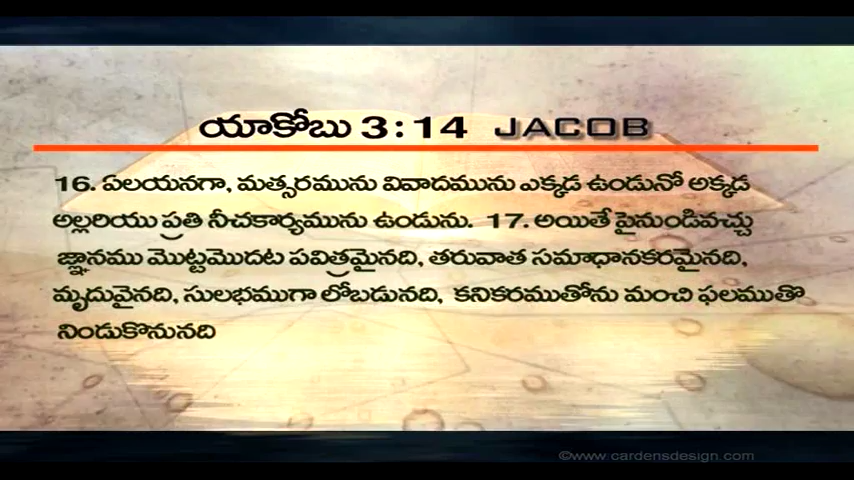 యాకోబు 3:14 JACOB
16. ఏలయనగా, మత్సరమును వివాదమును ఎక్కడ ఉండునో అక్కడ
అల్లరియు ప్రతి నీచకార్యమును ఉండును. 17. అయితే పైనుండివచ్చు
జ్ఞానము మొట్టమొదట పవిత్రమైనది, తరువాత సమాధానకరమైనది,
మృదువైనది, సులభముగా లోబడునది, కనికరముతోను మంచి ఫలముతొ
నిండుకొనునది
©www.cardensdesign.com